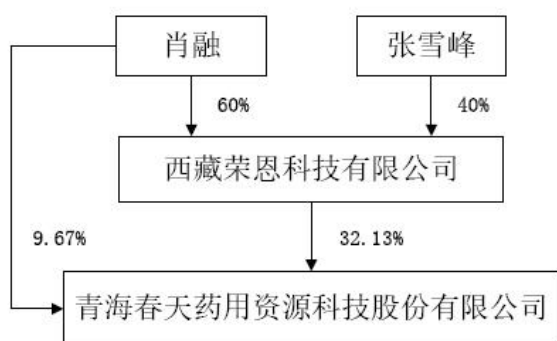 肖融
张雪峰
60%
40%
西藏荣恩科技有限公司
9.67%
32.13%
青海春天药用资源科技股份有限公司